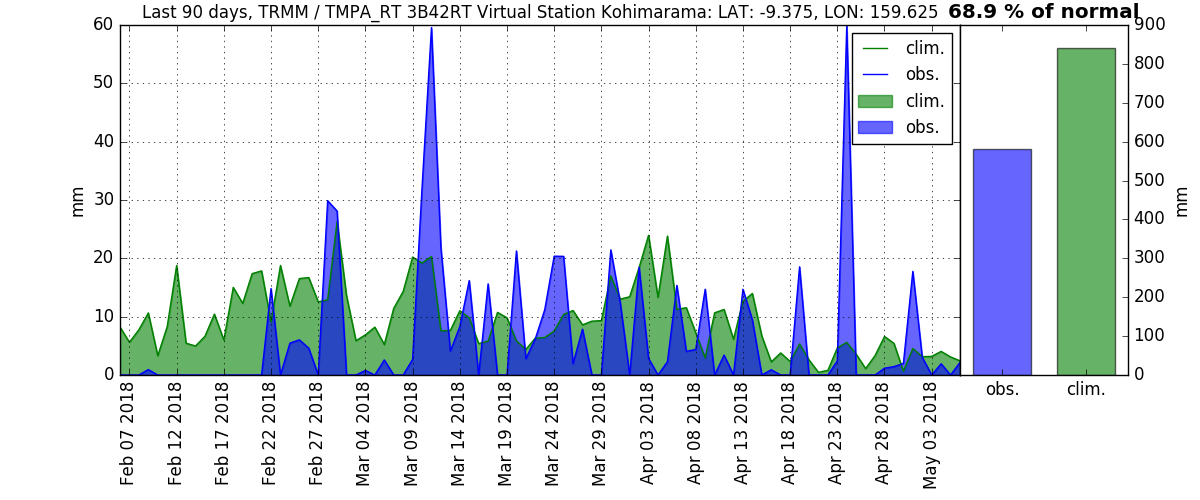 Last 90 days, TRMM / TMPA_RT 3B42RT Virtual Station Kohimarama: LAT: -9.375, LON: 159.625 68.9 % of normal
60
50
40
30
20
10
0
mm
clim.
obs.
clim.
obs.
900
800
700
600
500
400
300
200
100
0
mm
Feb 07 2018
Feb 12 2018
Feb 17 2018
Feb 22 2018
Feb 27 2018
Mar 04 2018
Mar 09 2018
Mar 14 2018
Mar 19 2018
Mar 24 2018
Mar 29 2018
Apr 03 2018
Apr 08 2018
Apr 13 2018
Apr 18 2018
Apr 23 2018
Apr 28 2018
May 03 2018
obs.
clim.